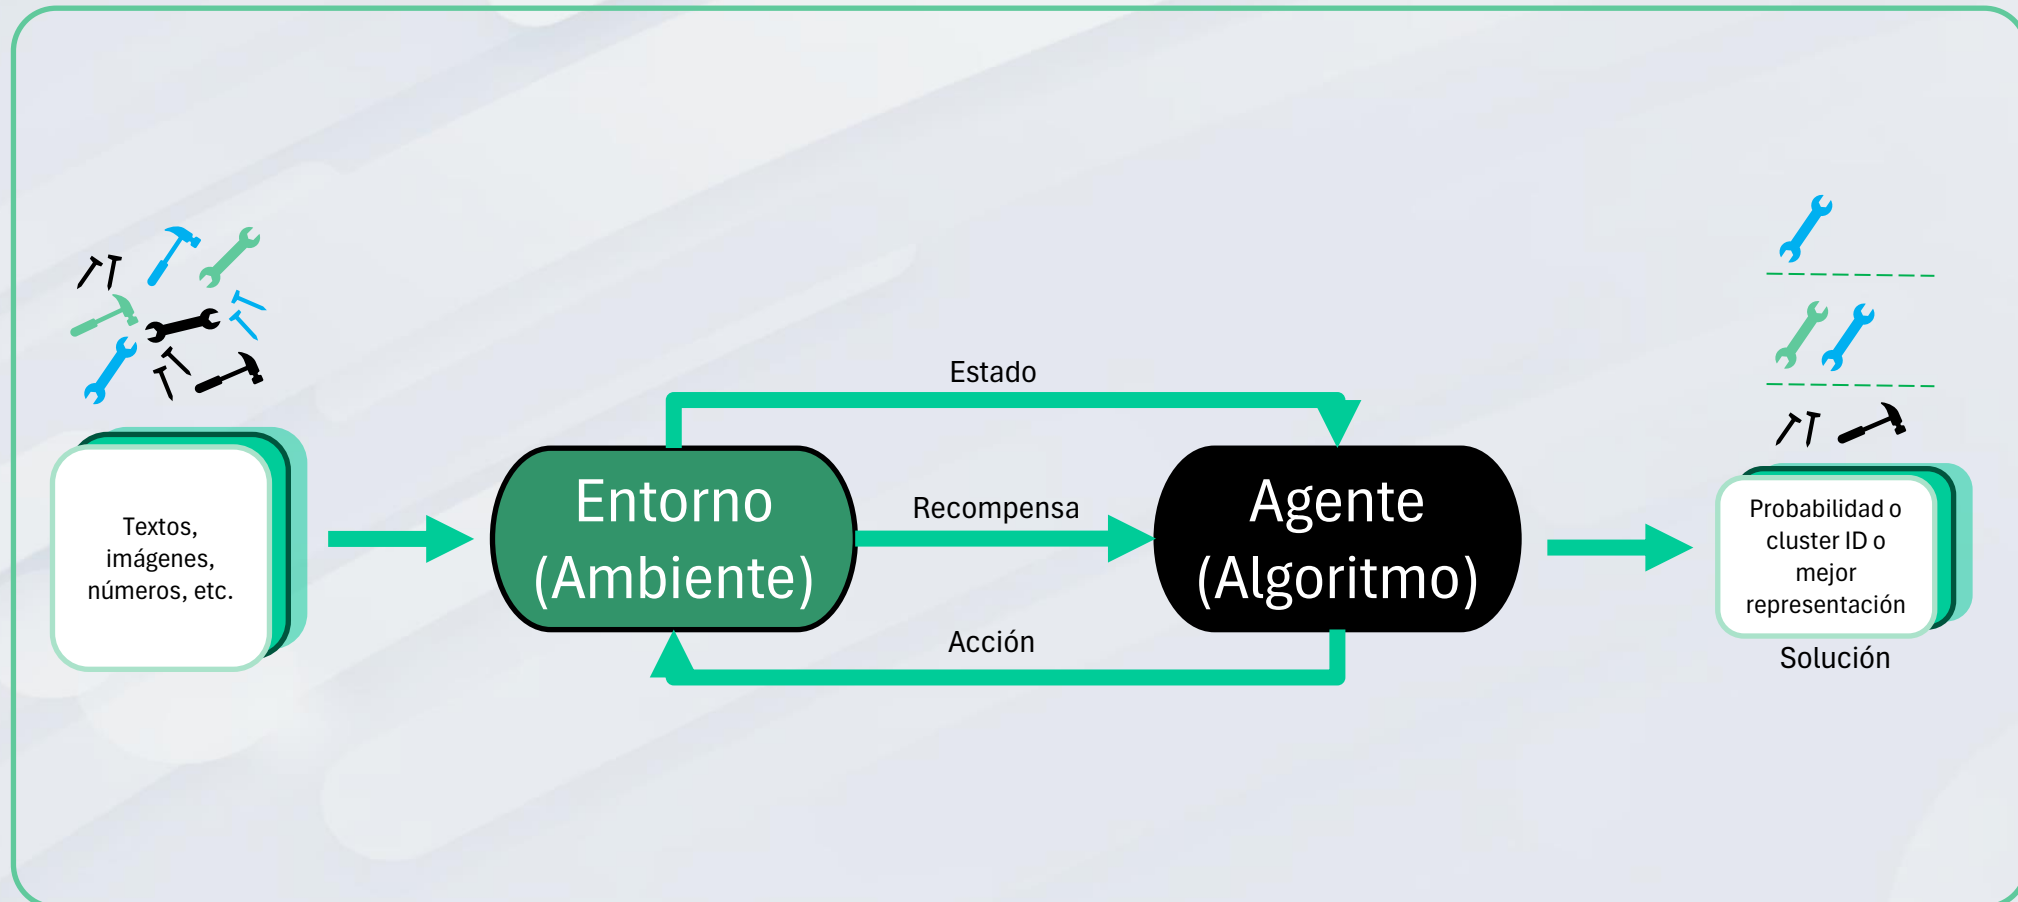 Textos,
imágenes,
números, etc.
Estado
Entorno
(Ambiente)
Recompensa
Agente
(Algoritmo)
Acción
Probabilidad o
cluster ID o
mejor
representación
Solución